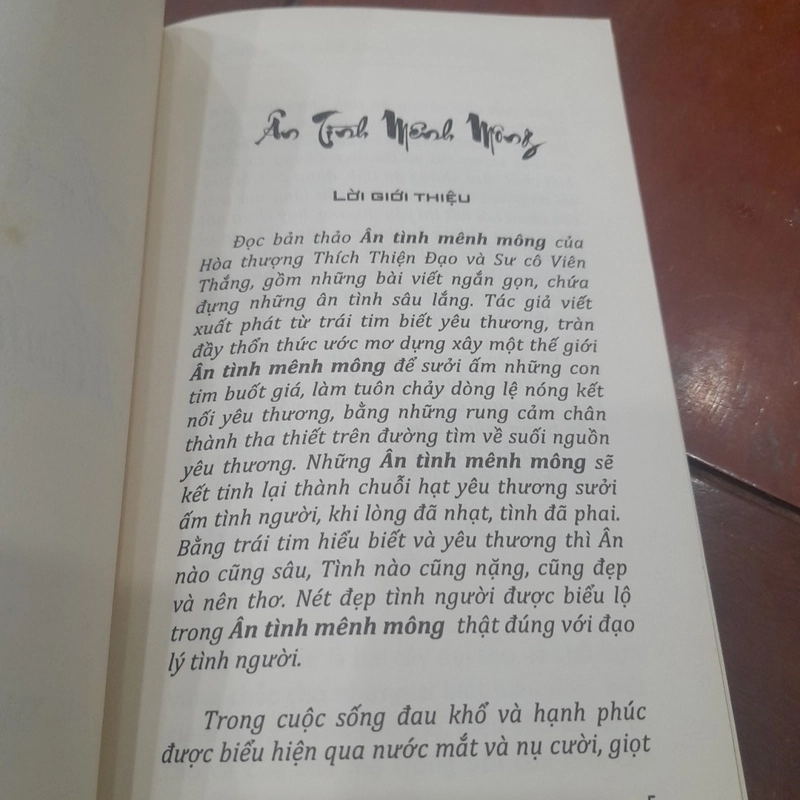 Ân Tình Mênh Mông
LỜI GIỚI THIỆU
Đọc bản thảo Ân tình mênh mông của
Hòa thượng Thích Thiện Đạo và Sư cô Viên
Thắng, gồm những bài viết ngắn gọn, chứa
đựng những ân tình sâu lắng. Tác giả viết
xuất phát từ trái tim biết yêu thương, tràn
đầy thổn thức ước mơ dựng xây một thế giới
Ân tình mênh mông để sưởi ấm những con
tim buốt giá, làm tuôn chảy dòng lệ nóng kết
nối yêu thương, bằng những rung cảm chân
thành tha thiết trên đường tìm về suối nguồn
yêu thương. Những Ân tình mênh mông sẽ
kết tinh lại thành chuỗi hạt yêu thương sưởi
ấm tình người, khi lòng đã nhạt, tình đã phai.
Bằng trái tim hiểu biết và yêu thương thì Ân
nào cũng sâu, Tình nào cũng nặng, cũng đẹp
và nên thơ. Nét đẹp tình người được biểu lộ
trong Ân tình mênh mông thật đúng với đạo
lý tình người.
Trong cuộc sống đau khổ và hạnh phúc
được biểu hiện qua nước mắt và nụ cười, giọt